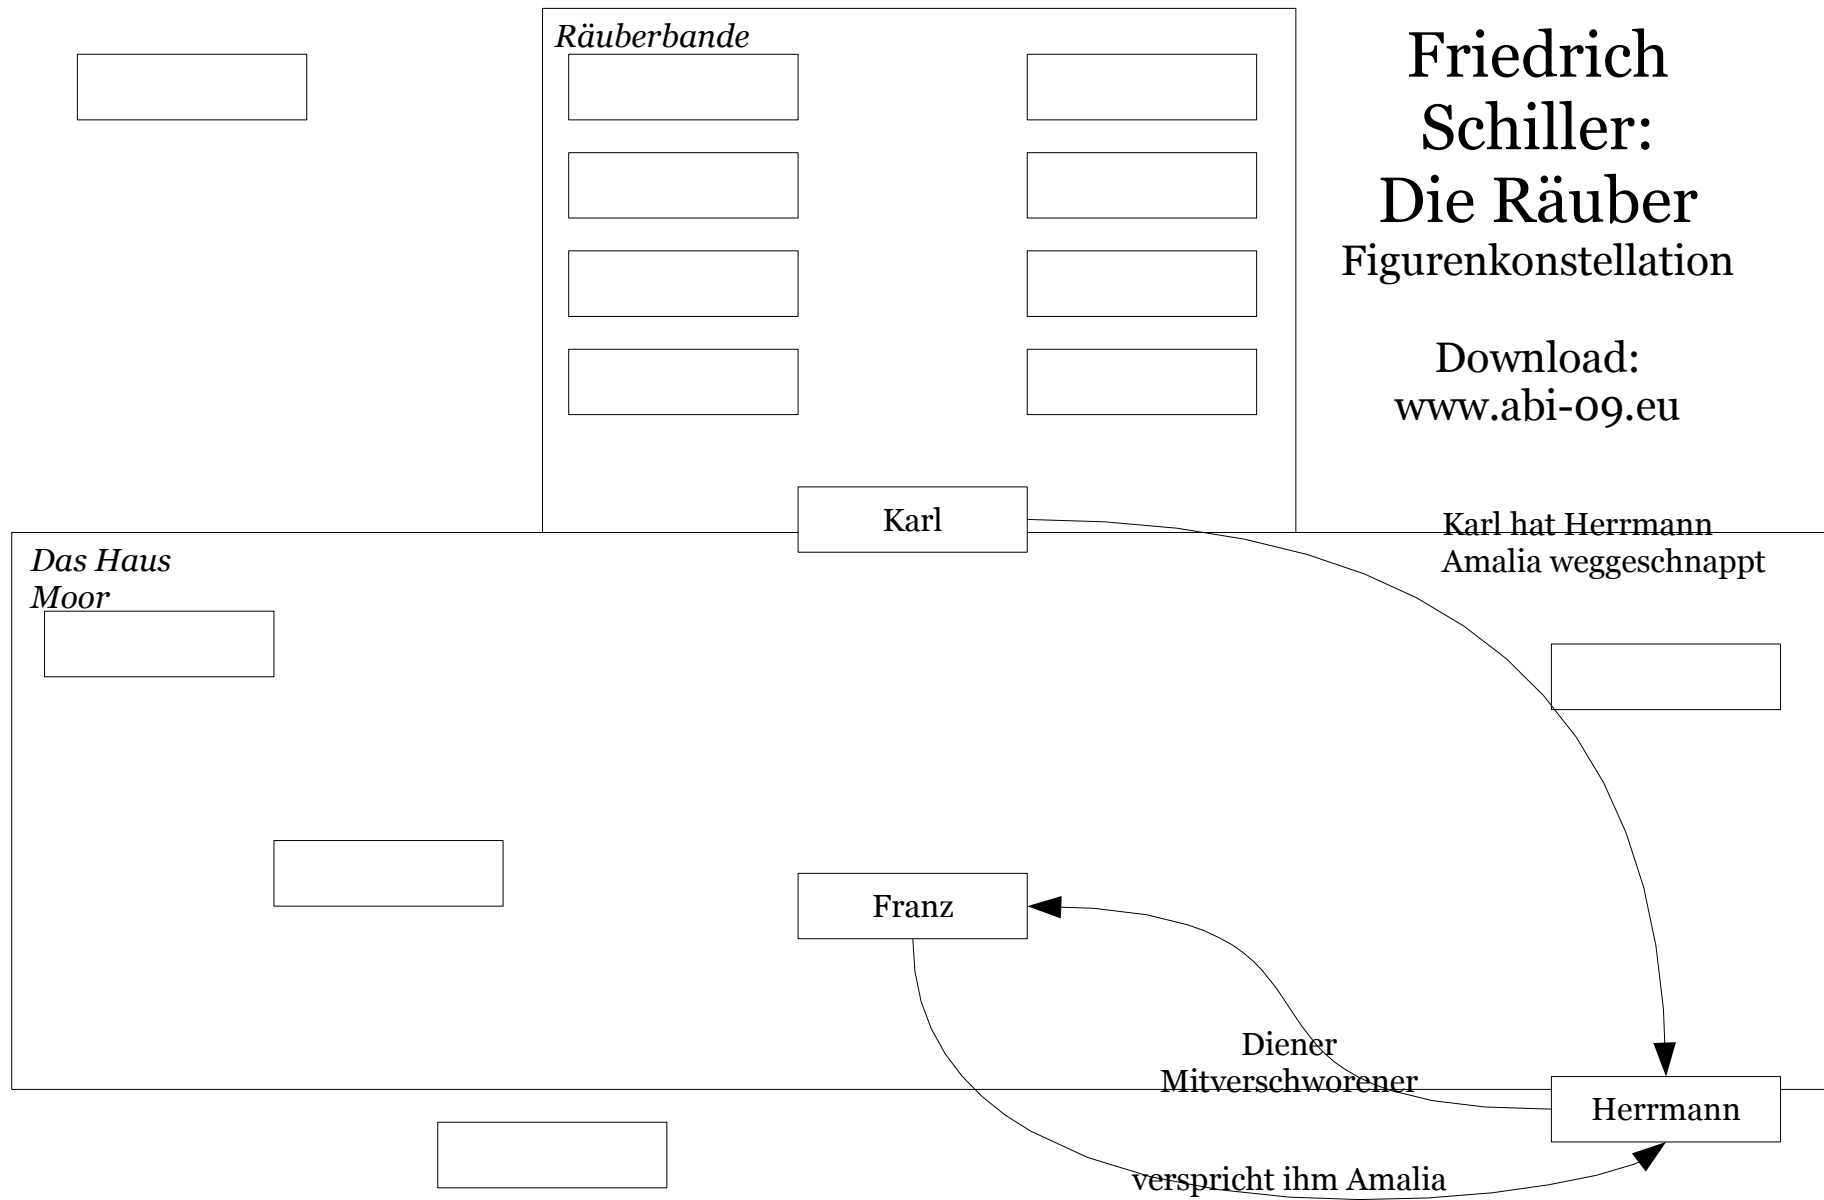 Räuberbande
Friedrich
Schiller:
Die Räuber
Figurenkonstellation
Download:
www.abi-09.eu
Karl
Karl hat Herrmann
Amalia weggeschnappt
Das Haus
Moor
Franz
Diener
Mitverschworener
Herrmann
verspricht ihm Amalia